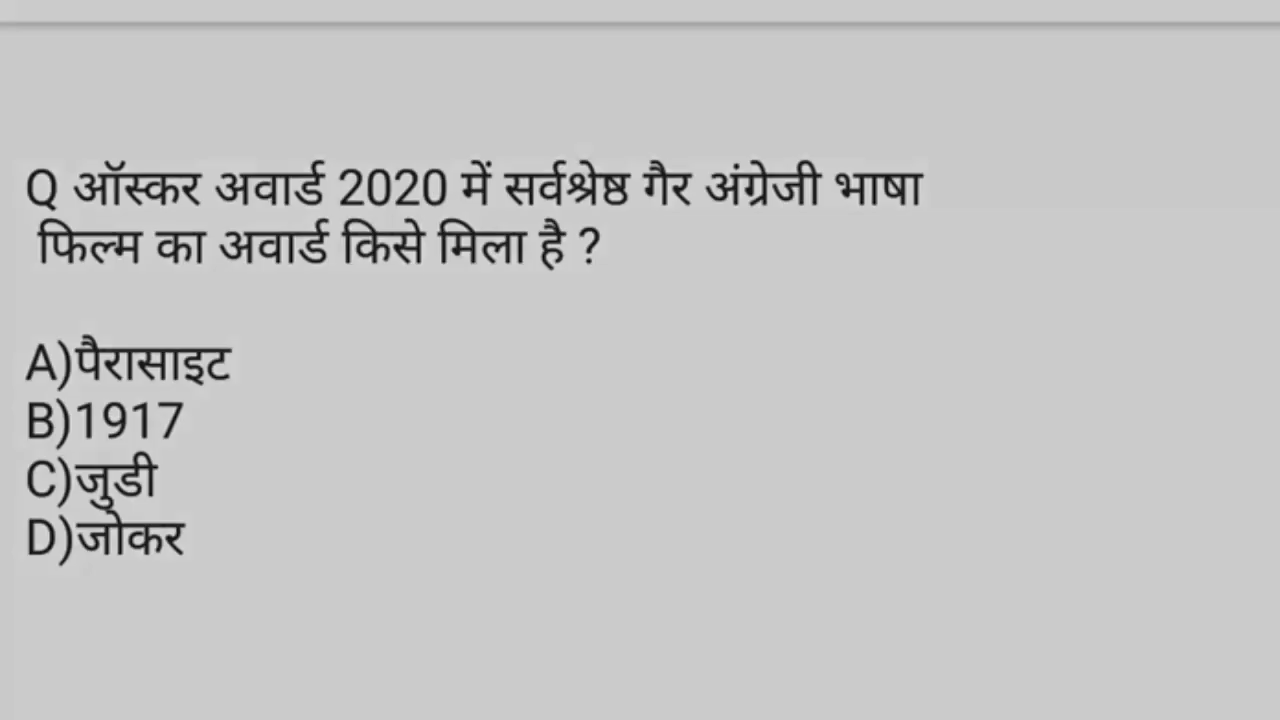 Q ऑस्कर अवार्ड 2020 में सर्वश्रेष्ठ गैर अंग्रेजी भाषा
फिल्म का अवार्ड किसे मिला है ?
A)पैरासाइट
B)1917
C)जुडी
D)जोकर